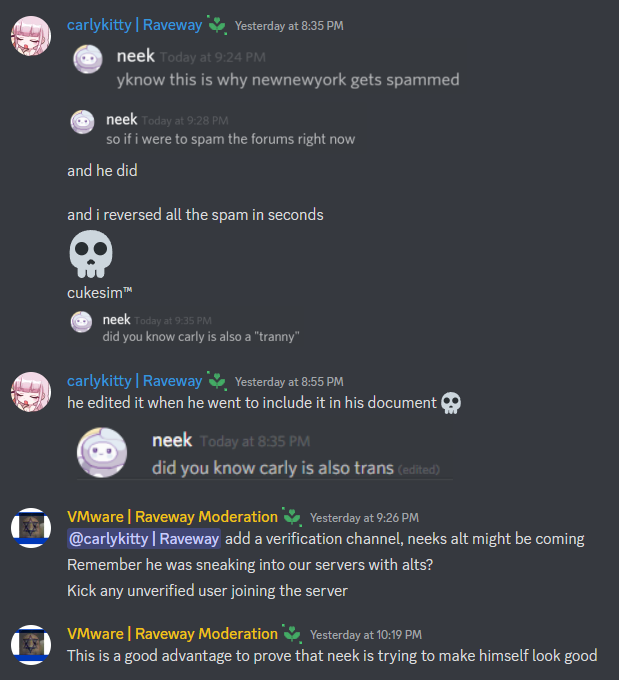 carlykitty | Raveway Yesterday at 8:35 PM
neek Today at 9:24 PM
yknow this is why newnewyork gets spammed
neek Today at 9:28 PM
so if i were to spam the forums right now
and he did
and i reversed all the spam in seconds
cukesim™
neek Today at 9:35 PM
did you know carly is also a "tranny"
carlykitty | Raveway Yesterday at 8:55 PM
he edited it when he went to include it in his document
neek Today at 8:35 PM
did you know carly is also trans (edited)
VMware | Raveway Moderation Yesterday at 9:26 PM
@carlykitty | Raveway add a verification channel, neeks alt might be coming
Remember he was sneaking into our servers with alts?
Kick any unverified user joining the server
VMware | Raveway Moderation Yesterday at 10:19 PM
This is a good advantage to prove that neek is trying to make himself look good